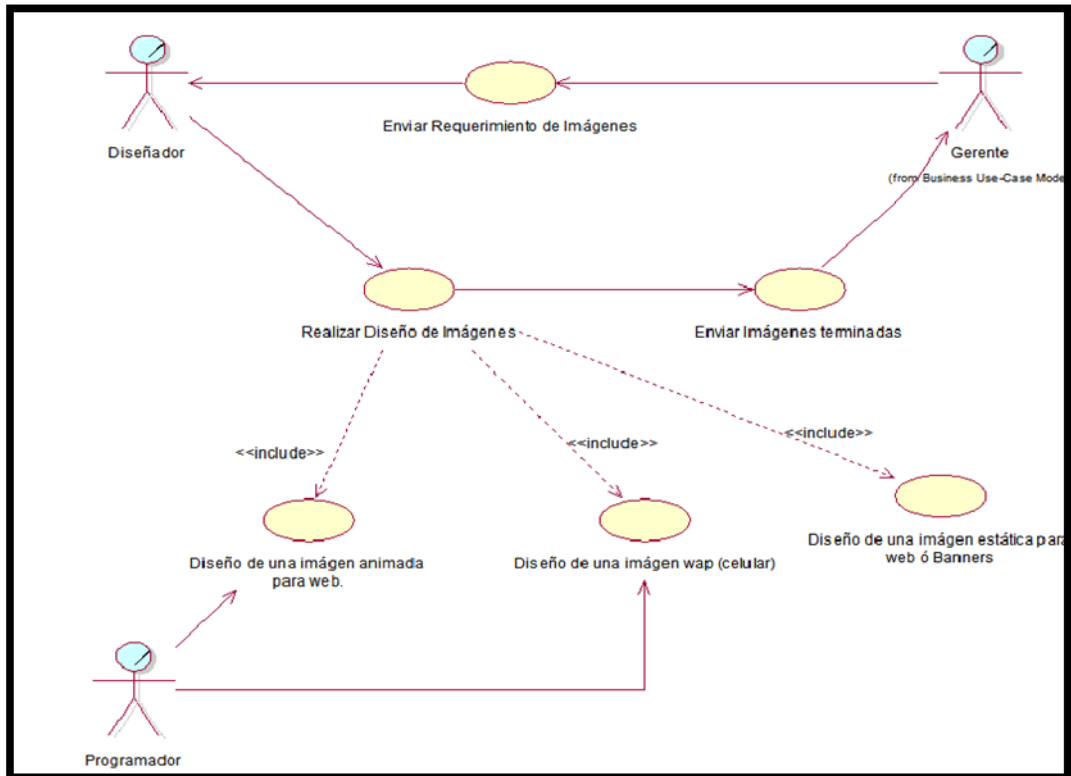 Enviar Requerimiento de Imágenes
Diseñador
Gerente
(from Business Use-Case Mode
Realizar Diseño de Imágenes
Enviar Imágenes terminadas
<<include>>
<<include>>
<<include>>
Diseño de una imágen animada
para web.
Diseño de una imágen wap (celular)
Diseño de una imágen estática para
web ó Banners
Programador